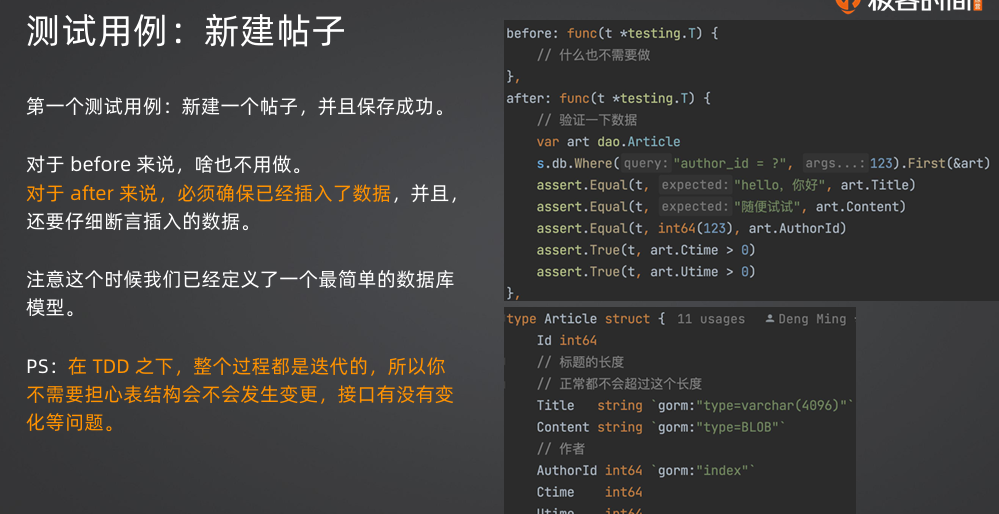 测试用例：新建帖子
极客时间
第一个测试用例：新建一个帖子，并且保存成功。
对于 before 来说，啥也不用做。
对于 after 来说，必须确保已经插入了数据，并且，
还要仔细断言插入的数据。
注意这个时候我们已经定义了一个最简单的数据库
模型。
PS：在 TDD 之下，整个过程都是迭代的，所以你
不需要担心表结构会不会发生变更，接口有没有变
化等问题。
before: func(t *testing.T) {
// 什么也不需要做
},
after: func(t *testing.T) {
// 验证一下数据
var art dao.Article
s.db.Where( query: "author_id = ?", args...: 123).First(&art)
assert.Equal(t, expected: "hello，你好", art.Title)
assert.Equal(t, expected: "随便试试", art.Content)
assert.Equal(t, int64(123), art.AuthorId)
assert.True(t, art.Ctime > 0)
assert.True(t, art.Utime > 0)
},
type Article struct { 11 usages Deng Ming
Id int64
// 标题的长度
// 正常都不会超过这个长度
Title string `gorm:"type=varchar(4096)"`
Content string `gorm:"type=BLOB"`
// 作者
AuthorId int64 `gorm:"index"`
Ctime int64
Utime int64